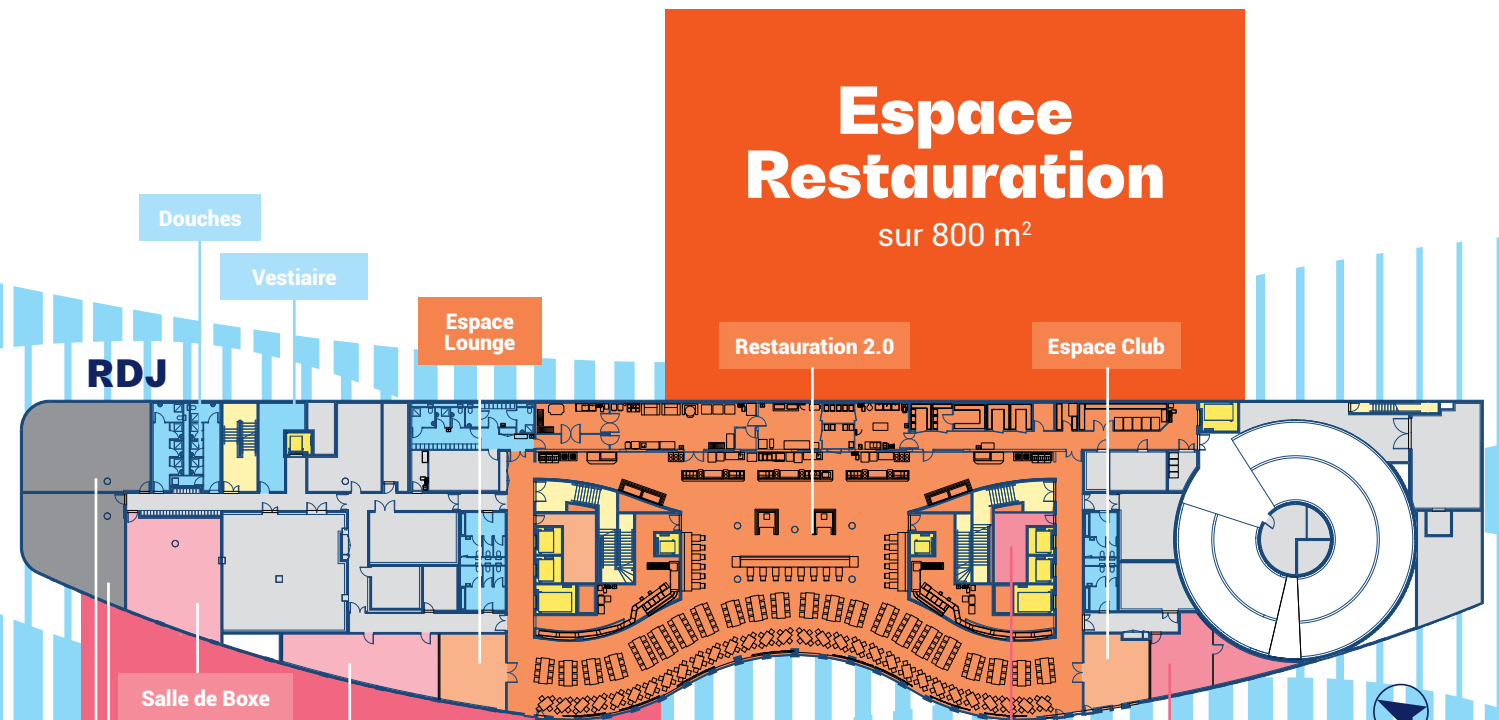 Espace
Restauration
sur 800 m²
Douches
Vestiaire
Espace
Lounge
Restauration 2.0
Espace Club
RDJ
Salle de Boxe